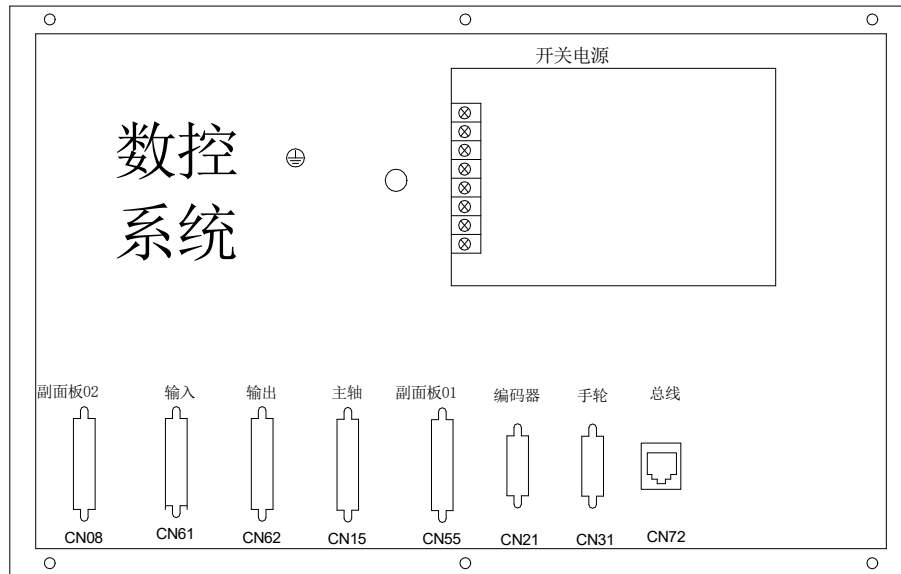 开关电源
数控
系统
副面板02 输入 输出 主轴 副面板01 编码器 手轮 总线
CN08 CN61 CN62 CN15 CN55 CN21 CN31 CN72